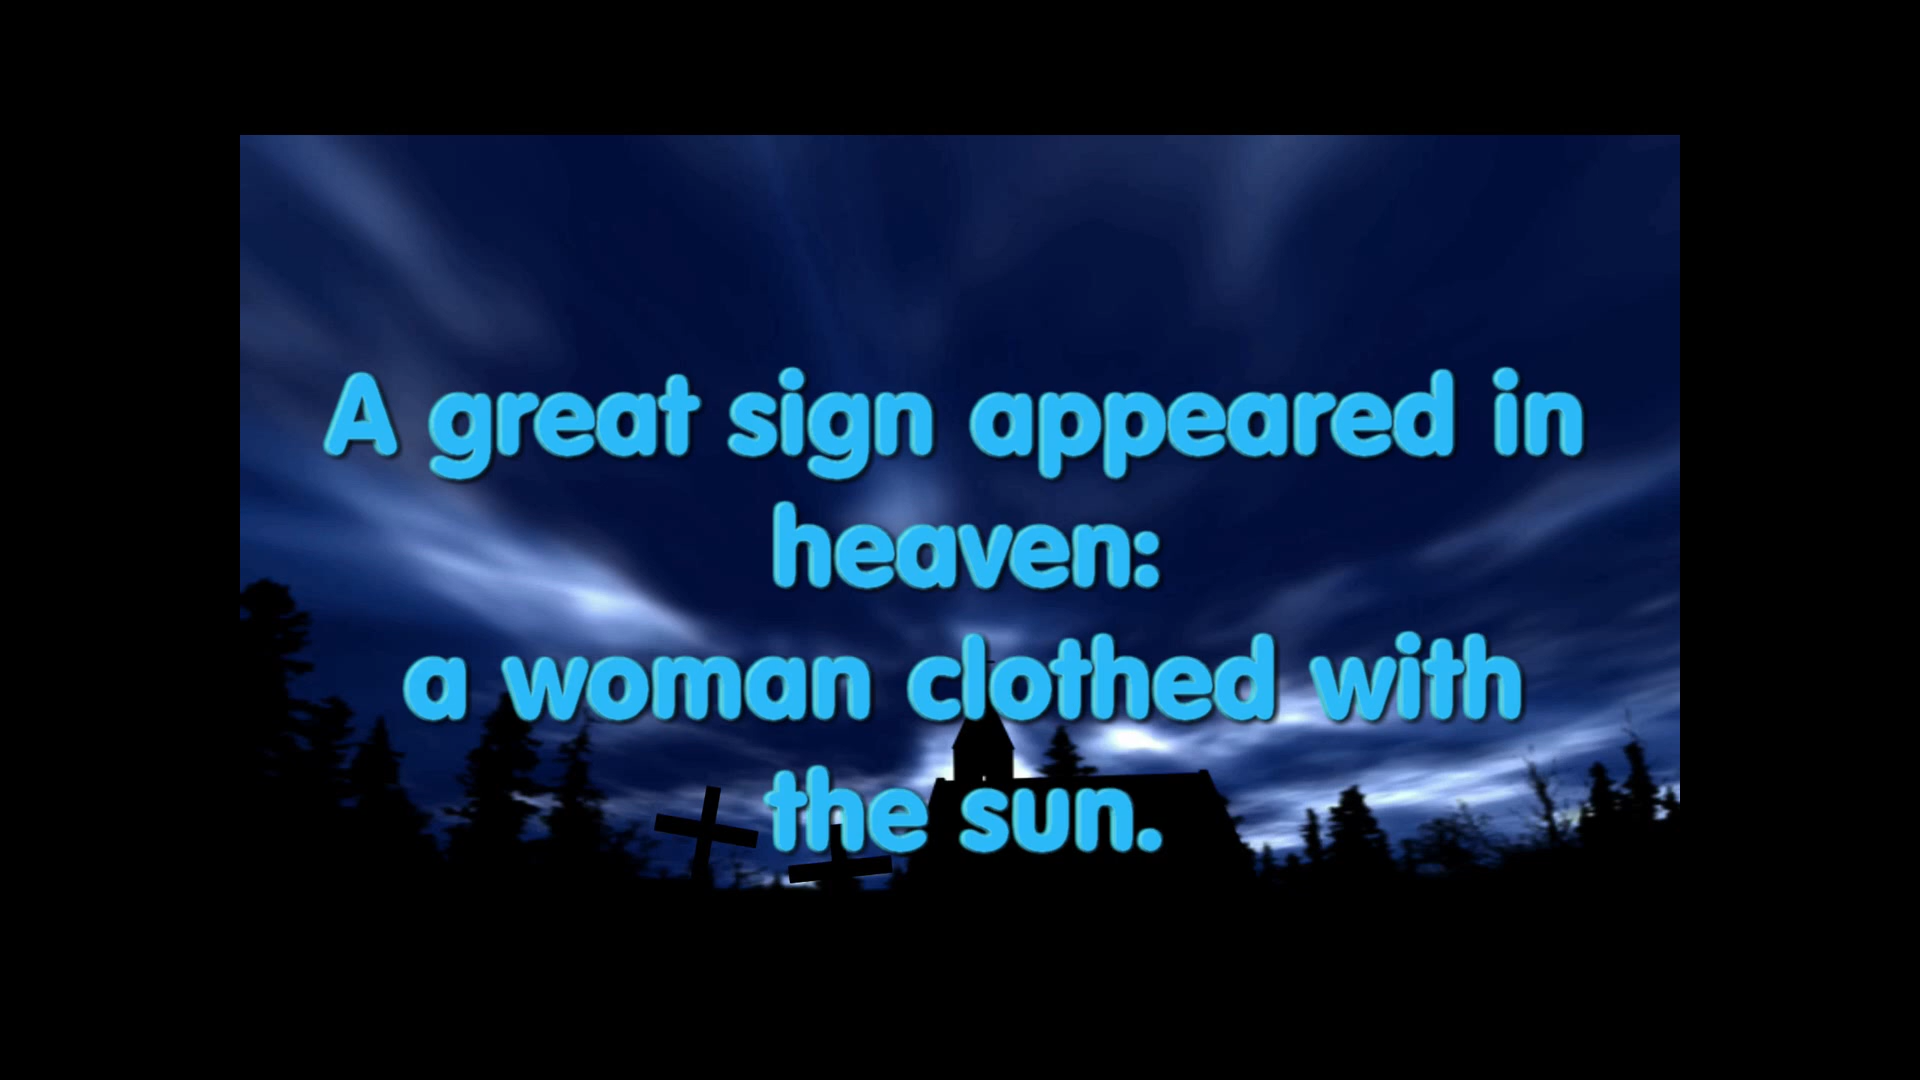 A great sign appeared in
heaven:
a woman clothed with
the sun.